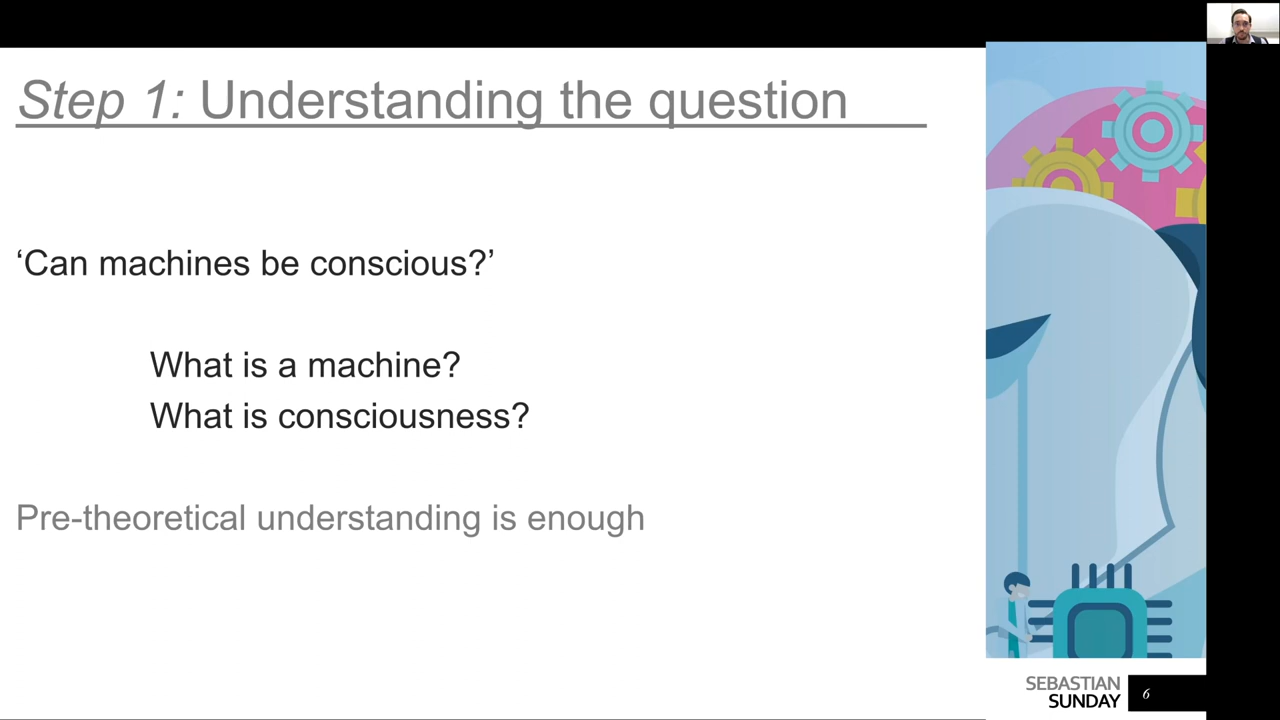 Step 1: Understanding the question
‘Can machines be conscious?’
What is a machine?
What is consciousness?
Pre-theoretical understanding is enough
SEBASTIAN
SUNDAY
6